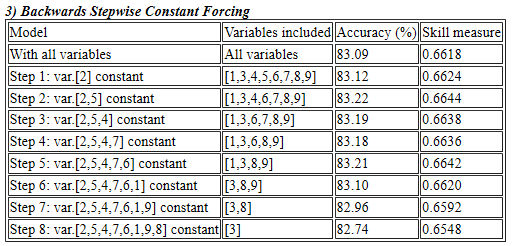 3) Backwards Stepwise Constant Forcing
Model Variables included Accuracy (%) Skill measure
With all variables All variables 83.09 0.6618
Step 1: var.[2] constant [1,3,4,5,6,7,8,9] 83.12 0.6624
Step 2: var.[2,5] constant [1,3,4,6,7,8,9] 83.22 0.6644
Step 3: var.[2,5,4] constant [1,3,6,7,8,9] 83.19 0.6638
Step 4: var.[2,5,4,7] constant [1,3,6,8,9] 83.18 0.6636
Step 5: var.[2,5,4,7,6] constant [1,3,8,9] 83.21 0.6642
Step 6: var.[2,5,4,7,6,1] constant [3,8,9] 83.10 0.6620
Step 7: var.[2,5,4,7,6,1,9] constant [3,8] 82.96 0.6592
Step 8: var.[2,5,4,7,6,1,9,8] constant [3] 82.74 0.6548